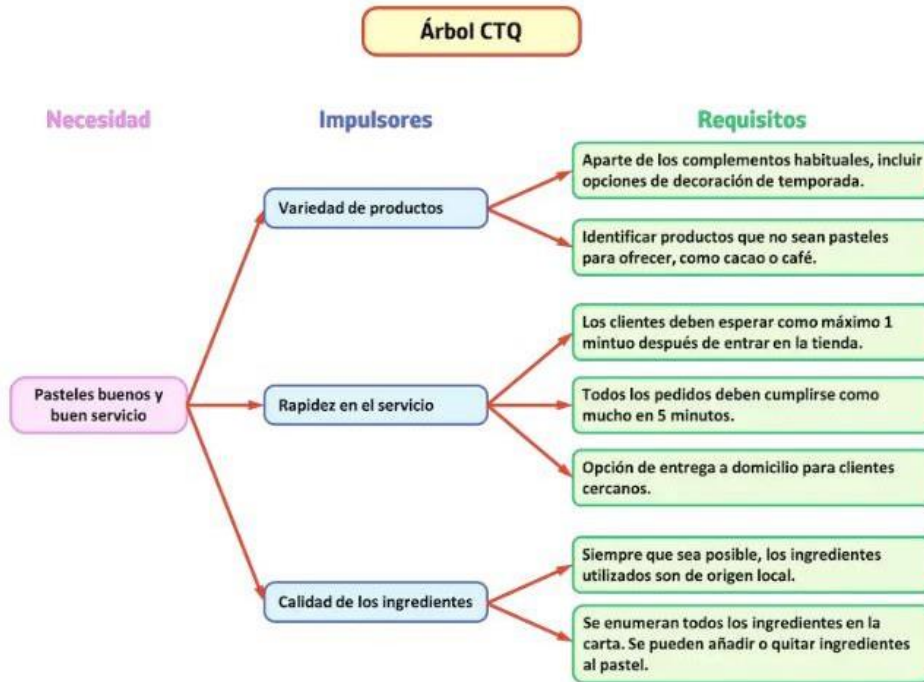 Árbol CTQ
Necesidad
Impulsores
Requisitos
Pasteles buenos y
buen servicio
Variedad de productos
Aparte de los complementos habituales, incluir
opciones de decoración de temporada.
Identificar productos que no sean pasteles
para ofrecer, como cacao o café.
Rapidez en el servicio
Los clientes deben esperar como máximo 1
mintuo después de entrar en la tienda.
Todos los pedidos deben cumplirse como
mucho en 5 minutos.
Opción de entrega a domicilio para clientes
cercanos.
Calidad de los ingredientes
Siempre que sea posible, los ingredientes
utilizados son de origen local.
Se enumeran todos los ingredientes en la
carta. Se pueden añadir o quitar ingredientes
al pastel.